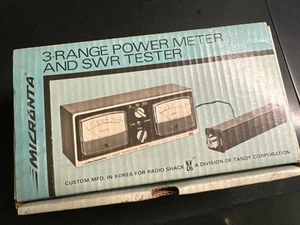 3-RANGE POWER METER
AND SWR TESTER
MICRONTA
CUSTOM MFD. IN KOREA FOR RADIO SHACK A DIVISION OF TANDY CORPORATION